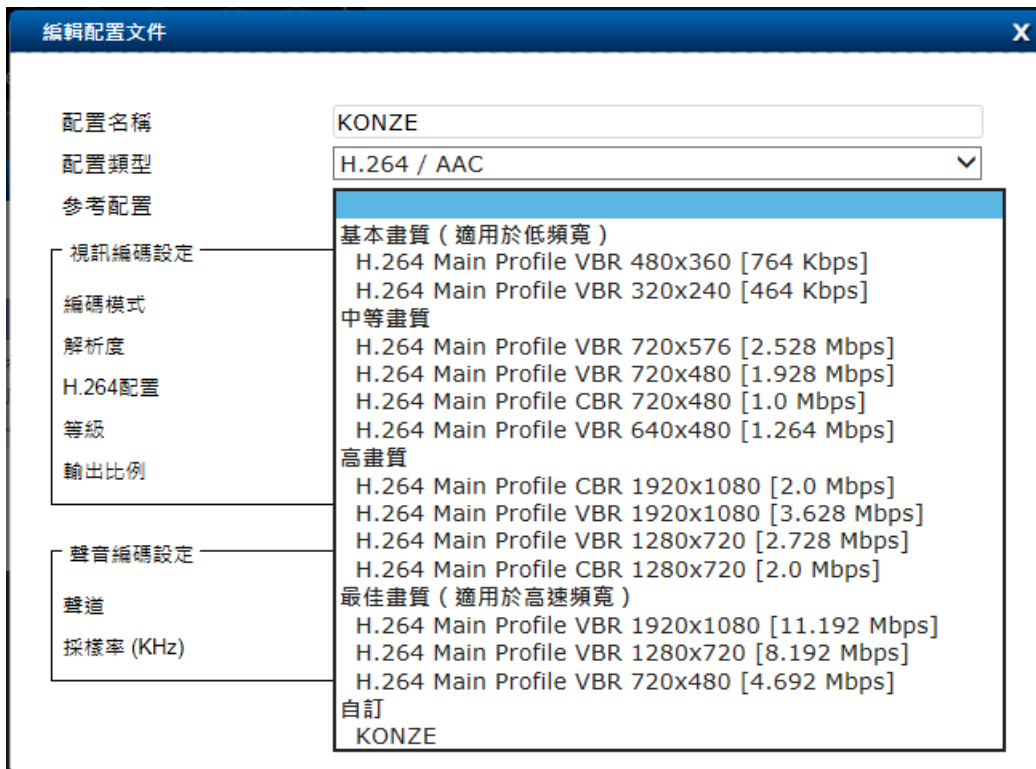 編輯配置文件 X
配置名稱 KONZE
配置類型 H.264 / AAC
參考配置
基本畫質 ( 適用於低頻寬 )
H.264 Main Profile VBR 480x360 [764 Kbps]
H.264 Main Profile VBR 320x240 [464 Kbps]
中等畫質
H.264 Main Profile VBR 720x576 [2.528 Mbps]
H.264 Main Profile VBR 720x480 [1.928 Mbps]
H.264 Main Profile CBR 720x480 [1.0 Mbps]
H.264 Main Profile VBR 640x480 [1.264 Mbps]
高畫質
H.264 Main Profile CBR 1920x1080 [2.0 Mbps]
H.264 Main Profile VBR 1920x1080 [3.628 Mbps]
H.264 Main Profile VBR 1280x720 [2.728 Mbps]
H.264 Main Profile CBR 1280x720 [2.0 Mbps]
最佳畫質 ( 適用於高速頻寬 )
H.264 Main Profile VBR 1920x1080 [11.192 Mbps]
H.264 Main Profile VBR 1280x720 [8.192 Mbps]
H.264 Main Profile VBR 720x480 [4.692 Mbps]
自訂
KONZE
視訊編碼設定
編碼模式
解析度
H.264配置
等級
輸出比例
聲音編碼設定
聲道
採樣率 (KHz)